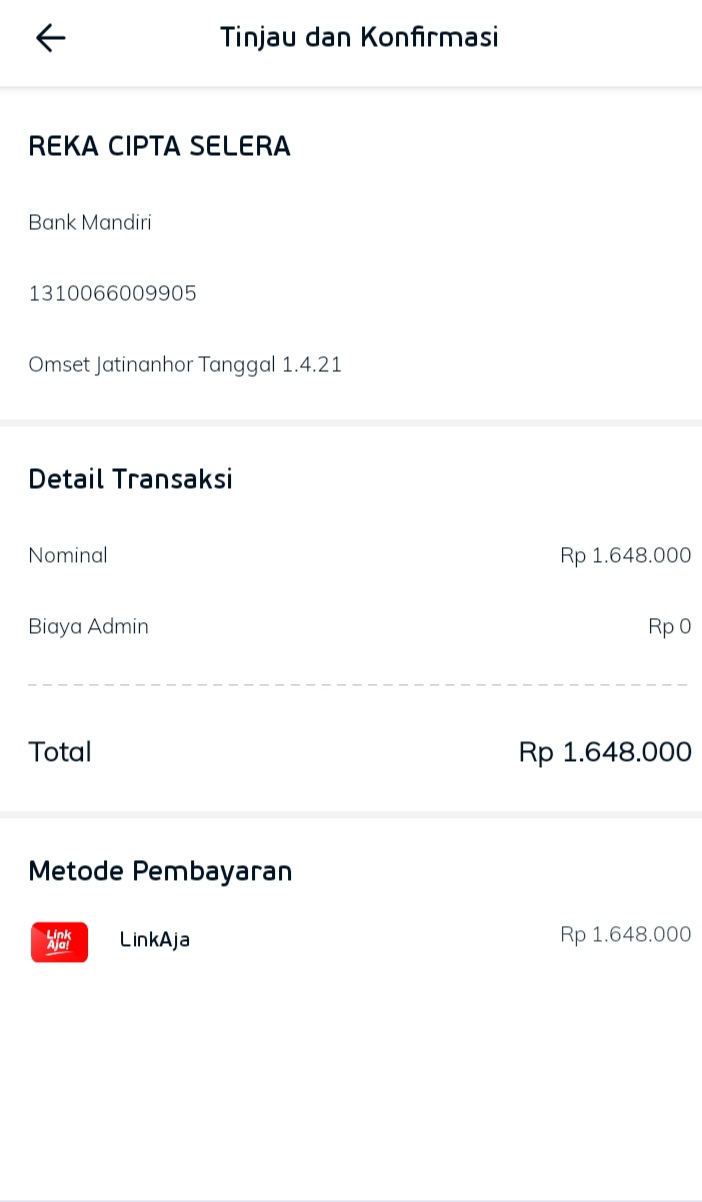 Tinjau dan Konfirmasi
REKA CIPTA SELERA
Bank Mandiri
1310066009905
Omset Jatinanhor Tanggal 1.4.21
Detail Transaksi
Nominal Rp 1.648.000
Biaya Admin Rp 0
Total Rp 1.648.000
Metode Pembayaran
Link
Aja!
LinkAja Rp 1.648.000